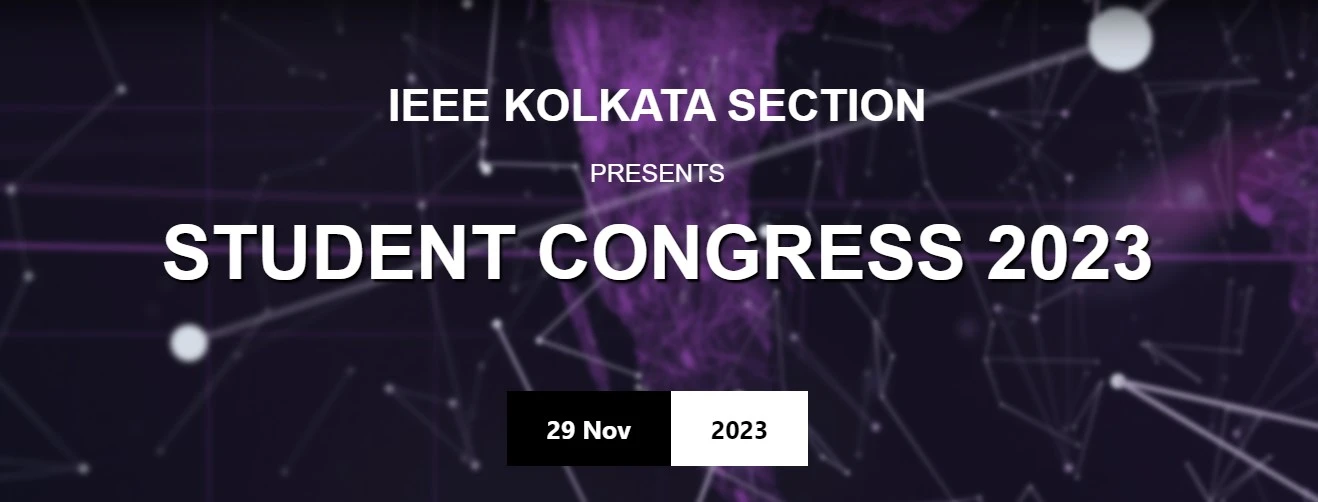 IEEE KOLKATA SECTION
PRESENTS
STUDENT CONGRESS 2023
29 Nov 2023